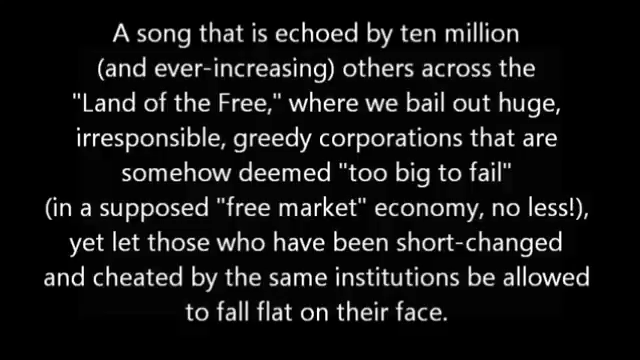 A song that is echoed by ten million
(and ever-increasing) others across the
"Land of the Free," where we bail out huge,
irresponsible, greedy corporations that are
somehow deemed "too big to fail"
(in a supposed "free market" economy, no less!),
yet let those who have been short-changed
and cheated by the same institutions be allowed
to fall flat on their face.